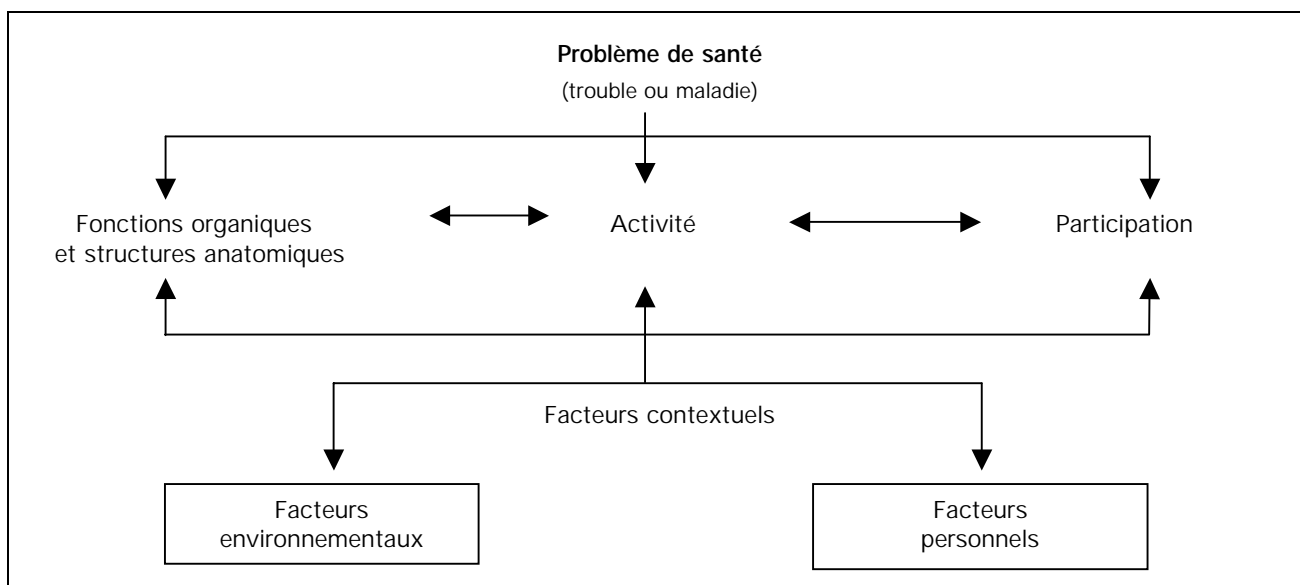 Problème de santé
(trouble ou maladie)
Fonctions organiques
et structures anatomiques
Activité
Participation
Facteurs contextuels
Facteurs
environnementaux
Facteurs
personnels